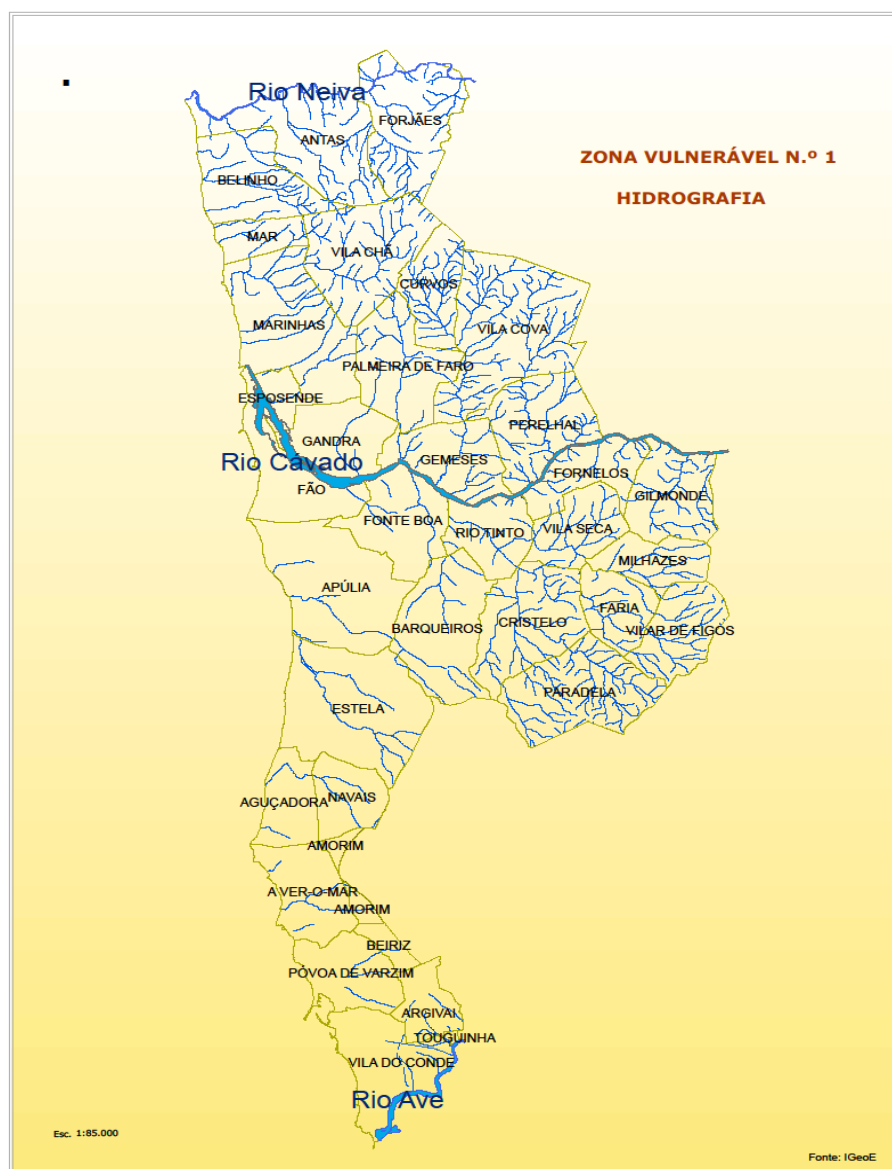 Rio Neiva
FORJÃES
ANTAS
ZONA VULNERÁVEL N.º 1
BELINHO
HIDROGRAFIA
MAR
VILA CHÃ
CURVOS
MARINHAS
VILA COVA
PALMEIRA DE FARO
ESPOSENDE
PERELHAL
GANDRA
Rio Cávado
GEMESES
FORNELOS
FÃO
GILMONDE
FONTE BOA
RIO TINTO
VILA SECA
MILHAZES
APÚLIA
FARIA
BARQUEIROS
CRISTELO
VILAR DE FIGOS
PARADELA
ESTELA
AGUÇADORA
NAVAIS
AMORIM
A VER-O-MAR
AMORIM
BEIRIZ
PÓVOA DE VARZIM
ARGIVAI
TOUGUINHA
VILA DO CONDE
Rio Ave
Esc. 1:85.000
Fonte: IGeoE